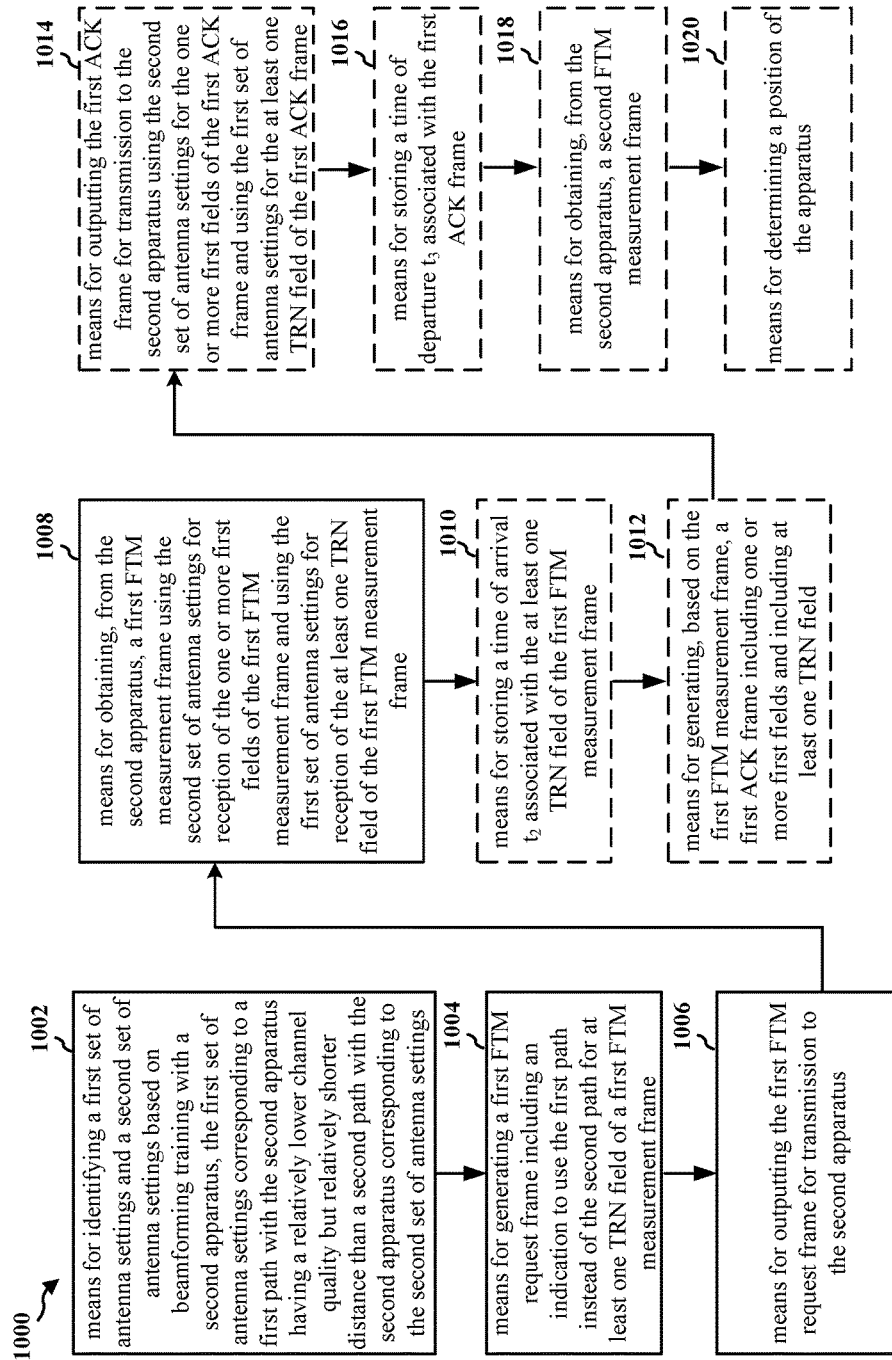 1000
1002
means for identifying a first set of
antenna settings and a second set of
antenna settings based on
beamforming training with a
second apparatus, the first set of
antenna settings corresponding to a
first path with the second apparatus
having a relatively lower channel
quality but relatively shorter
distance than a second path with the
second apparatus corresponding to
the second set of antenna settings
1004
means for generating a first FTM
request frame including an
indication to use the first path
instead of the second path for at
least one TRN field of a first FTM
measurement frame
1006
means for outputting the first FTM
request frame for transmission to
the second apparatus
1008
means for obtaining, from the
second apparatus, a first FTM
measurement frame using the
second set of antenna settings for
reception of the one or more first
fields of the first FTM
measurement frame and using the
first set of antenna settings for
reception of the at least one TRN
field of the first FTM measurement
frame
1010
means for storing a time of arrival
t₂ associated with the at least one
TRN field of the first FTM
measurement frame
1012
means for generating, based on the
first FTM measurement frame, a
first ACK frame including one or
more first fields and including at
least one TRN field
1014
means for outputting the first ACK
frame for transmission to the
second apparatus using the second
set of antenna settings for the one
or more first fields of the first ACK
frame and using the first set of
antenna settings for the at least one
TRN field of the first ACK frame
1016
means for storing a time of
departure t₃ associated with the first
ACK frame
1018
means for obtaining, from the
second apparatus, a second FTM
measurement frame
1020
means for determining a position of
the apparatus